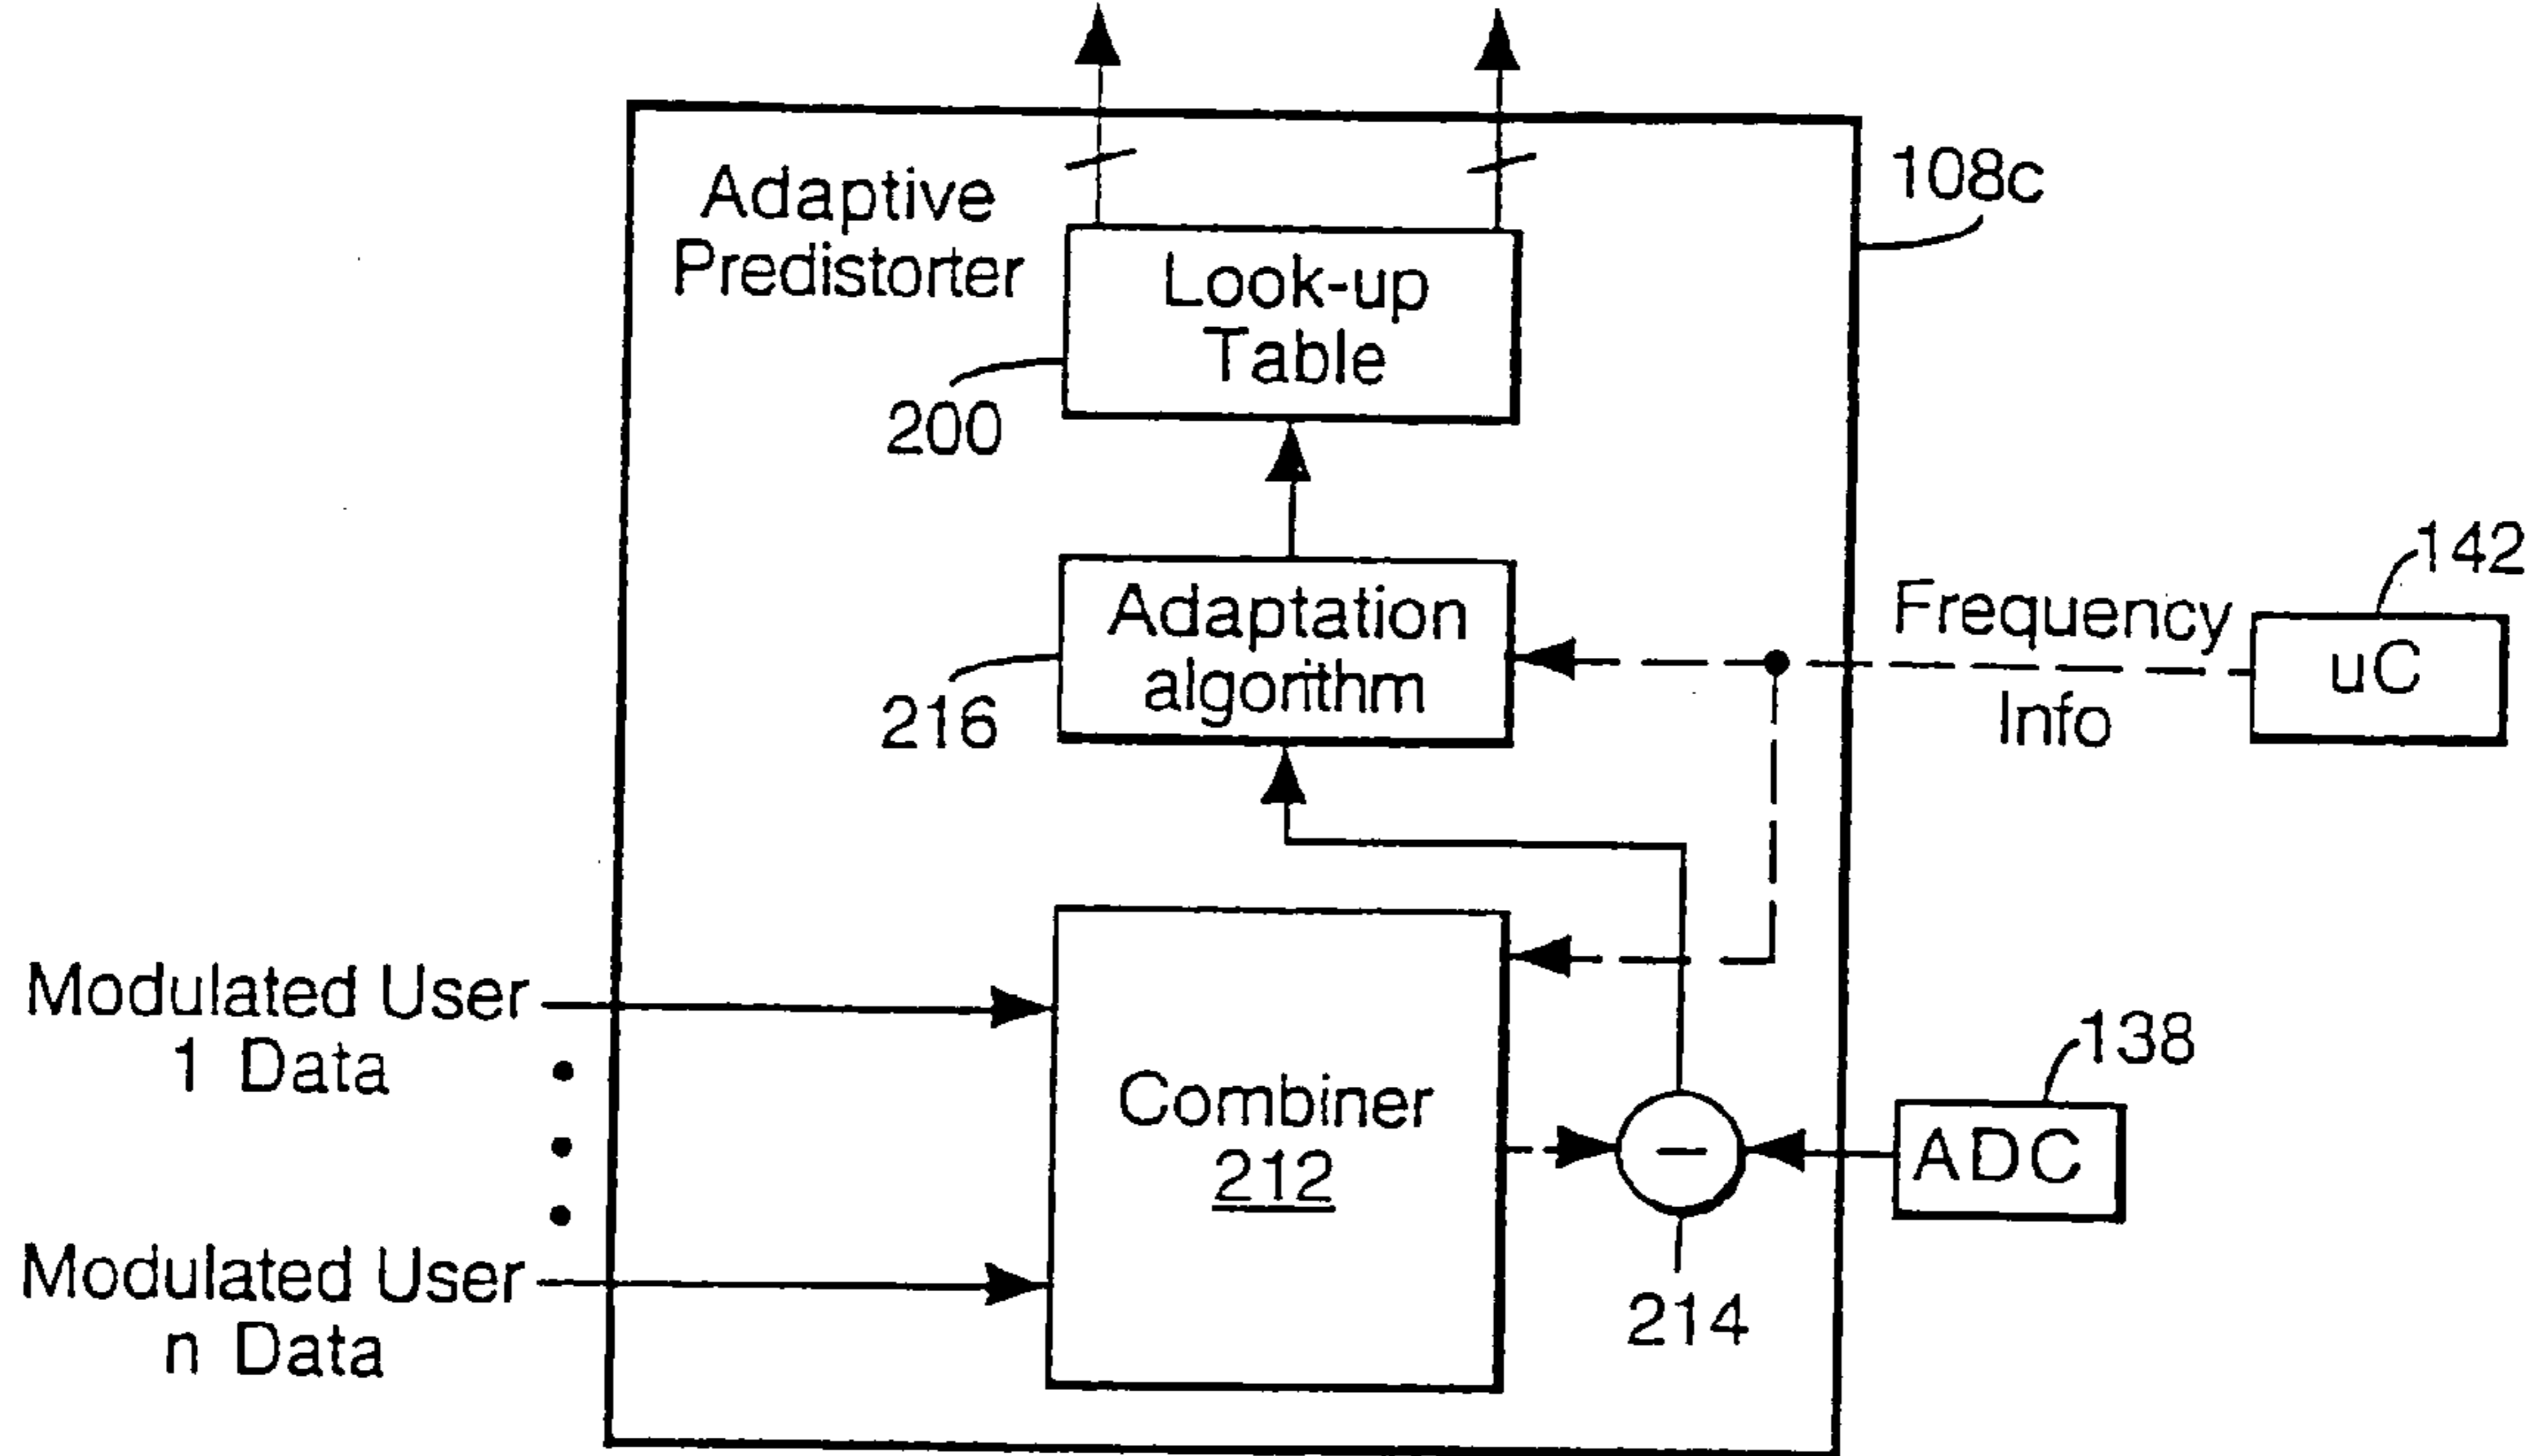 Adaptive
Predistorter
108c
Look-up
Table
200
142
Adaptation
algorithm
Frequency
Info
uC
216
Modulated User
1 Data
138
Combiner
212
–
ADC
Modulated User
n Data
214